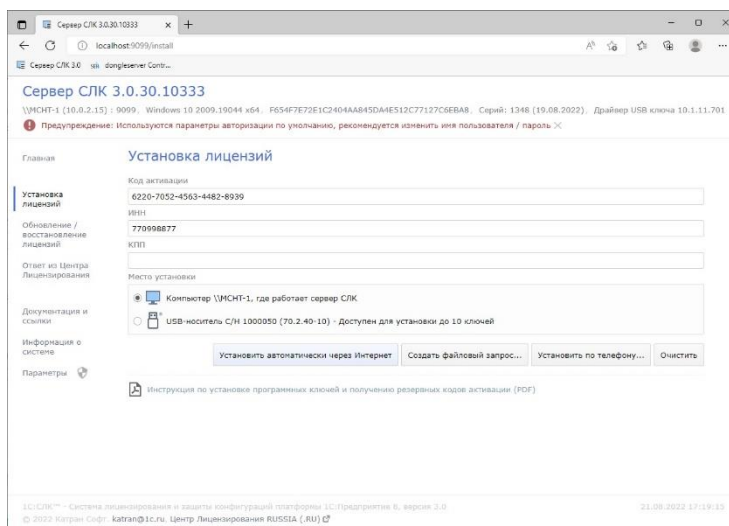 Сервер СЛК 3.0.30.10333
localhost:9099/install
Сервер СЛК 3.0 dongleserver Contr...
Сервер СЛК 3.0.30.10333
\\МСНТ-1 (10.0.2.15) : 9099, Windows 10 2009.19044 x64, F654F7E72E1C2404AA845DA4E512C77127C6EBA8, Серий: 1348 (19.08.2022), Драйвер USB ключа 10.1.11.701
Предупреждение: Используются параметры авторизации по умолчанию, рекомендуется изменить имя пользователя / пароль
Главная
Установка лицензий
Обновление / восстановление лицензий
Ответ из Центра Лицензирования
Документация и ссылки
Информация о системе
Параметры
Установка лицензий
Код активации
6220-7052-4563-4482-8939
ИНН
770998877
КПП
Место установки
Компьютер \\МСНТ-1, где работает сервер СЛК
USB-носитель С/Н 1000050 (70.2.40-10) - Доступен для установки до 10 ключей
Установить автоматически через Интернет
Создать файловый запрос...
Установить по телефону...
Очистить
Инструкция по установке программных ключей и получению резервных кодов активации (PDF)
1С:СЛК™ - Система лицензирования и защиты конфигураций платформы 1С:Предприятие 8, версия 3.0
21.09.2022 17:19:15
© 2022 Катран Софт. katran@1c.ru. Центр Лицензирования RUSSIA (.RU)